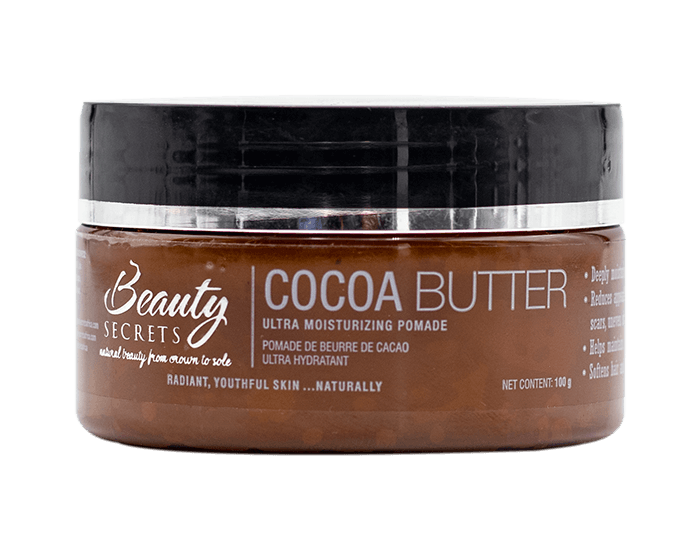 Beauty
SECRETS
natural beauty from crown to sole
COCOA BUTTER
ULTRA MOISTURIZING POMADE
POMADE DE BEURRE DE CACAO
ULTRA HYDRATANT
RADIANT, YOUTHFUL SKIN ...NATURALLY
NET CONTENT: 100 g
• Deeply
• Reduces
scars,
• Helps
• Softens hair